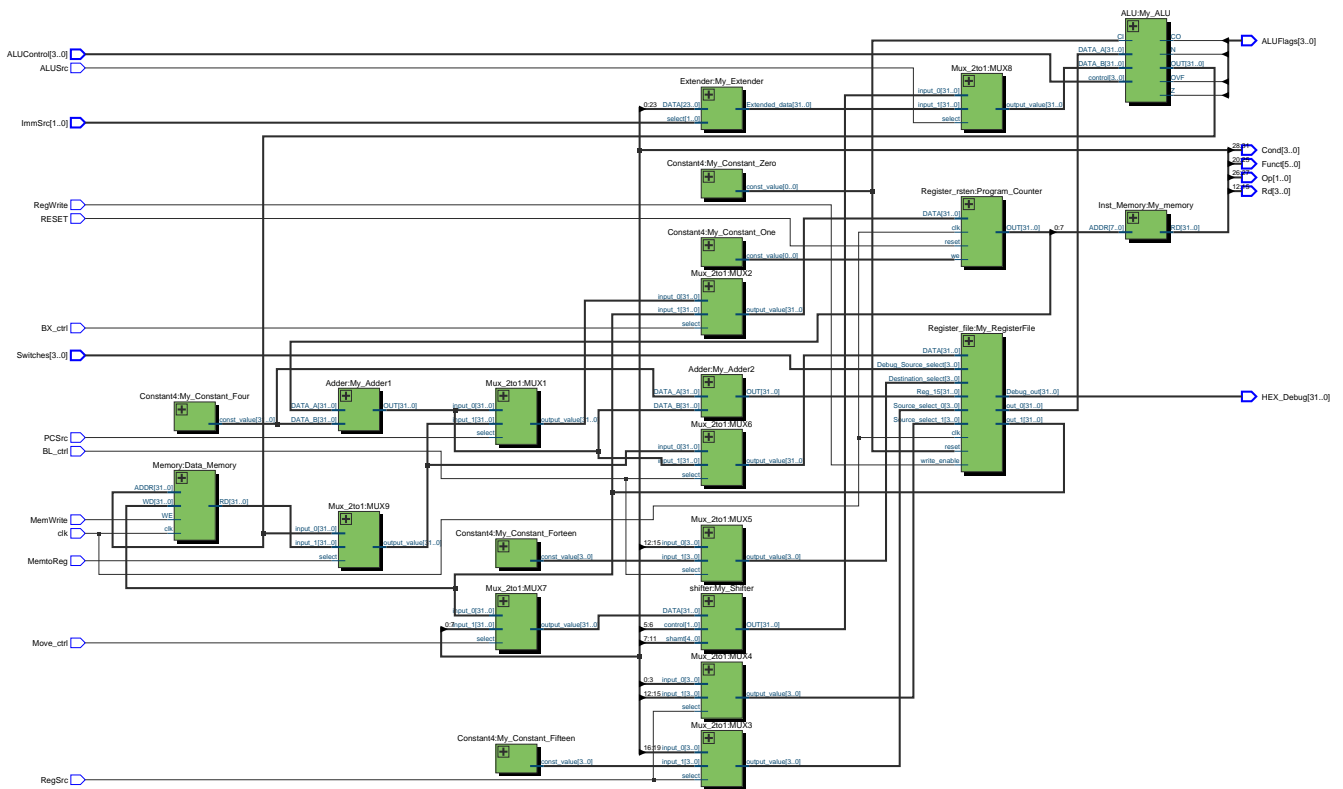 ALU:My_ALU
CI
DATA_A[31..0]
DATA_B[31..0]
control[3..0]
CO
N
OUT[31..0]
OVF
Z
ALUFlags[3..0]
ALUControl[3..0]
ALUSrc
ImmSrc[1..0]
Extender:My_Extender
0:23 DATA[23..0]
select[1..0]
Extended_data[31..0]
Mux_2to1:MUX8
input_0[31..0]
input_1[31..0]
select
output_value[31..0]
Cond[3..0]
Funct[5..0]
Op[1..0]
Rd[3..0]
Constant4:My_Constant_Zero
const_value[0..0]
RegWrite
RESET
Register_rsten:Program_Counter
DATA[31..0]
clk
reset
we
OUT[31..0]
0:7
Inst_Memory:My_memory
ADDR[7..0]
RD[31..0]
Constant4:My_Constant_One
const_value[0..0]
Mux_2to1:MUX2
input_0[31..0]
input_1[31..0]
select
output_value[31..0]
BX_ctrl
Switches[3..0]
Register_file:My_RegisterFile
DATA[31..0]
Debug_Source_select[3..0]
Destination_select[3..0]
Reg_15[31..0]
Source_select_0[3..0]
Source_select_1[3..0]
clk
reset
write_enable
Debug_out[31..0]
out_0[31..0]
out_1[31..0]
HEX_Debug[31..0]
Constant4:My_Constant_Four
const_value[31..0]
Adder:My_Adder1
DATA_A[31..0]
DATA_B[31..0]
OUT[31..0]
Mux_2to1:MUX1
input_0[31..0]
input_1[31..0]
select
output_value[31..0]
Adder:My_Adder2
DATA_A[31..0]
DATA_B[31..0]
OUT[31..0]
Mux_2to1:MUX6
input_0[31..0]
input_1[31..0]
select
output_value[31..0]
PCSrc
BL_ctrl
Memory:Data_Memory
ADDR[31..0]
WD[31..0]
WE
clk
RD[31..0]
MemWrite
clk
MemtoReg
Mux_2to1:MUX9
input_0[31..0]
input_1[31..0]
select
output_value[31..0]
Constant4:My_Constant_Forteen
const_value[3..0]
Mux_2to1:MUX5
12:15 input_0[3..0]
input_1[3..0]
select
output_value[3..0]
Mux_2to1:MUX7
input_0[31..0]
input_1[31..0]
select
output_value[31..0]
Move_ctrl
shifter:My_Shifter
DATA[31..0]
5:6 control[1..0]
7:11 shamt[4..0]
OUT[31..0]
Mux_2to1:MUX4
0:3 input_0[3..0]
12:15 input_1[3..0]
select
output_value[3..0]
Mux_2to1:MUX3
16:19 input_0[3..0]
input_1[3..0]
select
output_value[3..0]
Constant4:My_Constant_Fifteen
const_value[3..0]
RegSrc